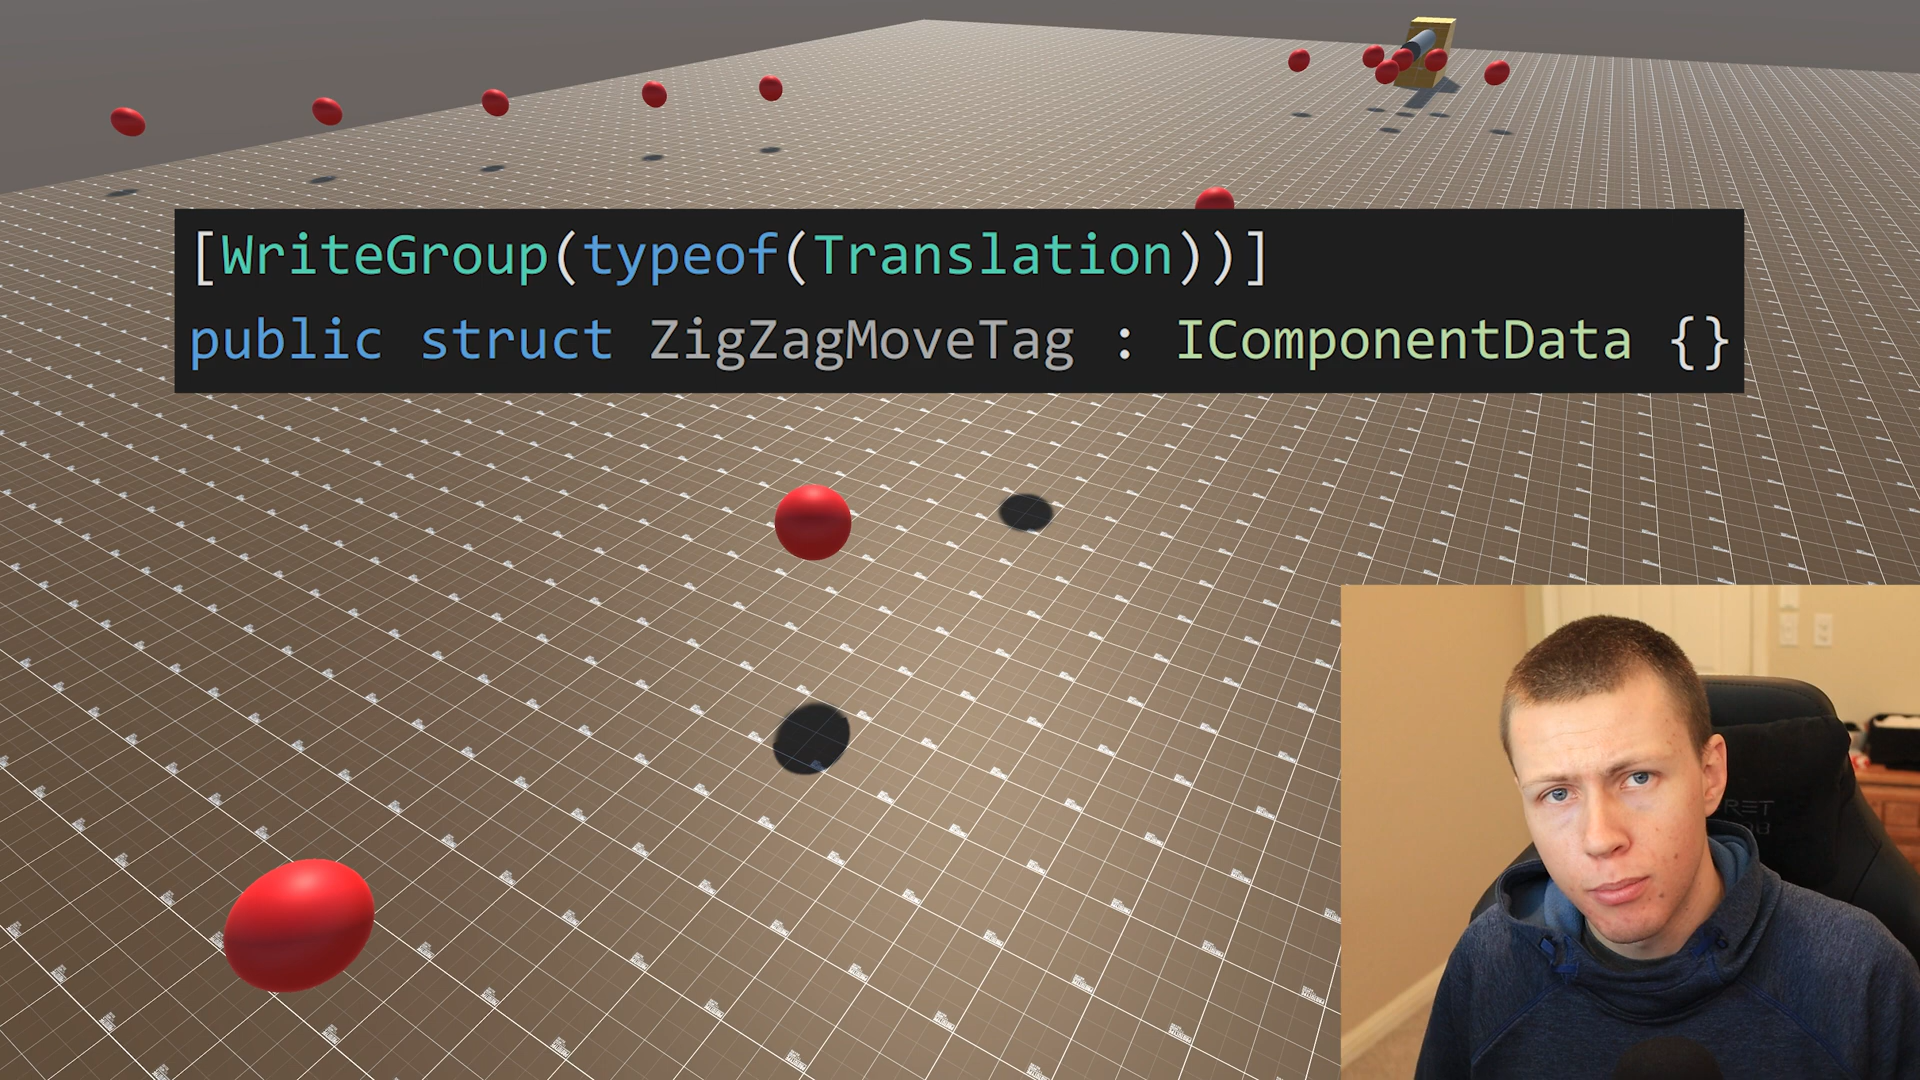 [WriteGroup(typeof(Translation))]
public struct ZigZagMoveTag : IComponentData {}